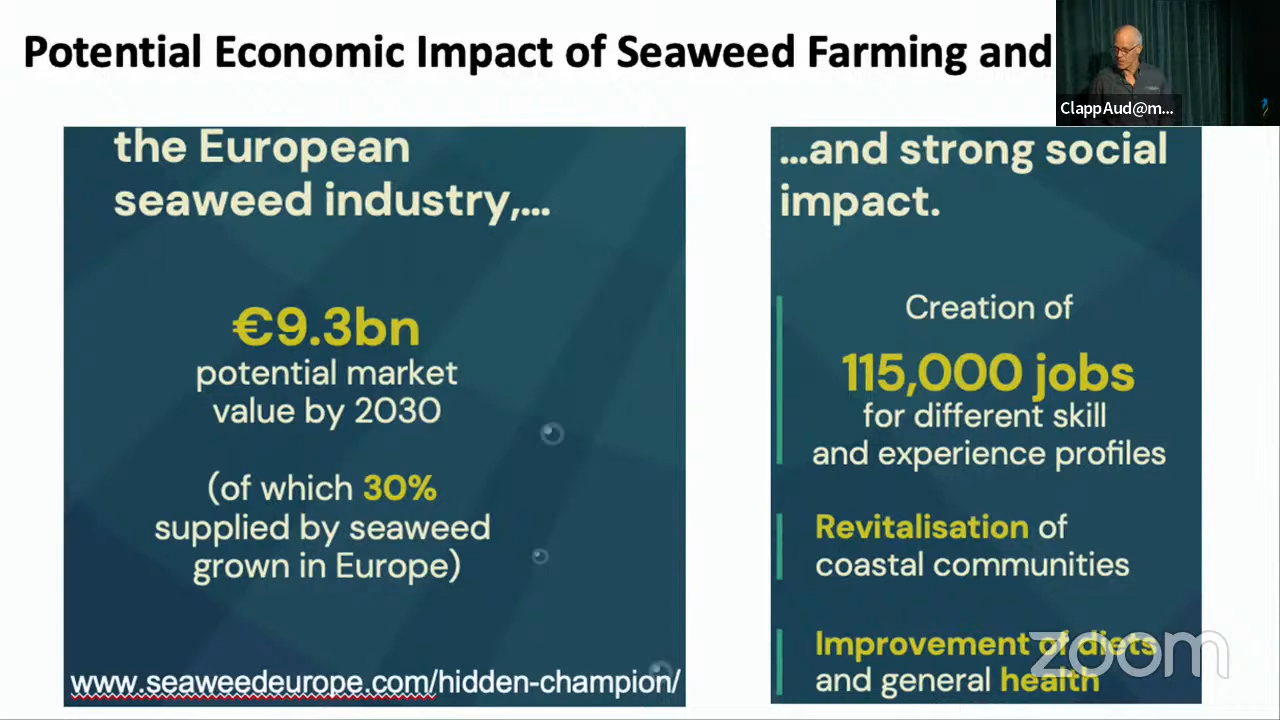 Potential Economic Impact of Seaweed Farming and
ClappAud@m...
the European
seaweed industry,...
€9.3bn
potential market
value by 2030
(of which 30%
supplied by seaweed
grown in Europe)
www.seaweedeurope.com/hidden-champion/
...and strong social
impact.
Creation of
115,000 jobs
for different skill
and experience profiles
Revitalisation of
coastal communities
Improvement of diets
and general health
zoom